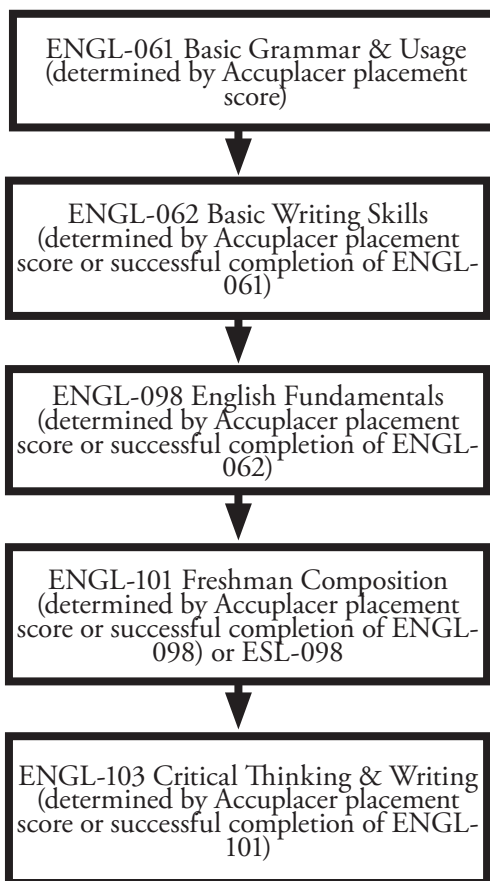 ENGL-061 Basic Grammar & Usage
(determined by Accuplacer placement
score)
ENGL-062 Basic Writing Skills
(determined by Accuplacer placement
score or successful completion of ENGL-
061)
ENGL-098 English Fundamentals
(determined by Accuplacer placement
score or successful completion of ENGL-
062)
ENGL-101 Freshman Composition
(determined by Accuplacer placement
score or successful completion of ENGL-
098) or ESL-098
ENGL-103 Critical Thinking & Writing
(determined by Accuplacer placement
score or successful completion of ENGL-
101)